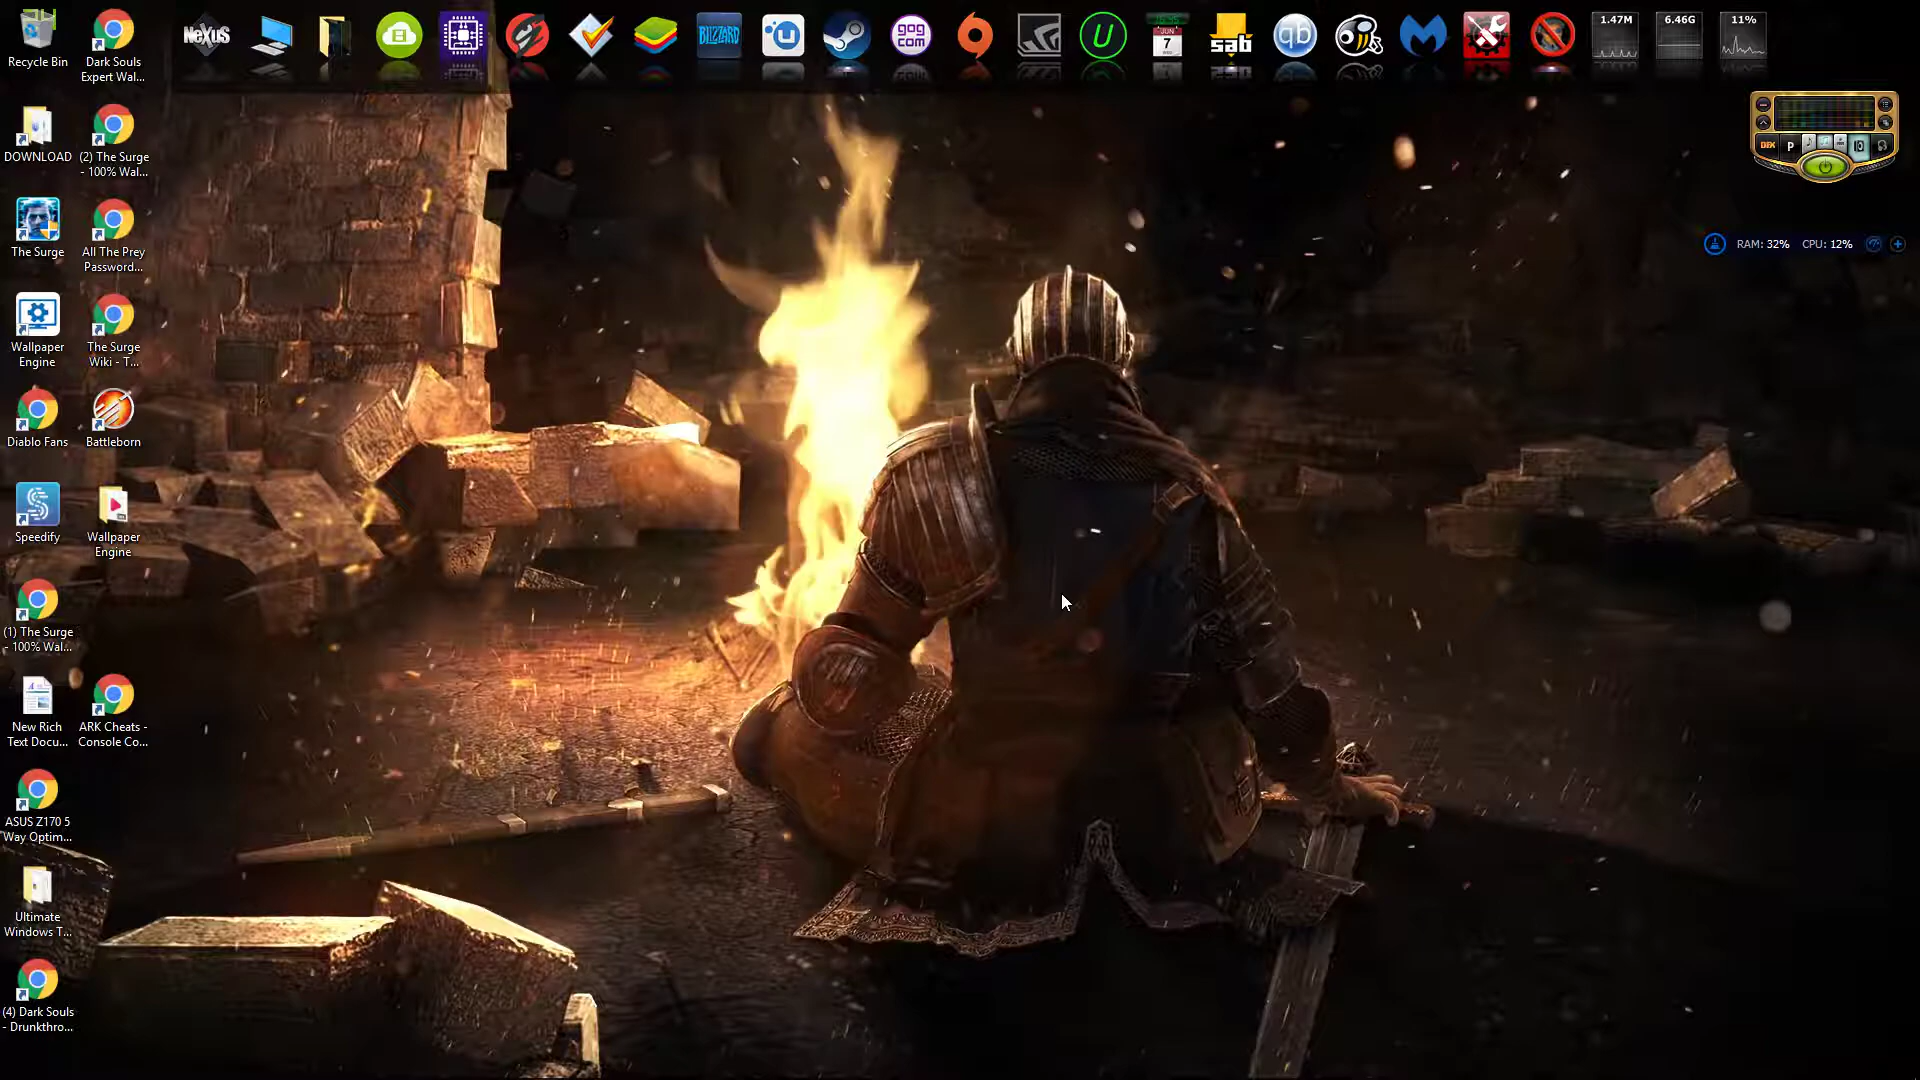 NEXUS
BLIZZARD
gog
com
JUN
7
sab
qb
1.47M
6.46G
11%
Recycle Bin
Dark Souls
Expert Wal...
DOWNLOAD
(2) The Surge
- 100% Wal...
The Surge
All The Prey
Password...
Wallpaper
Engine
The Surge
Wiki - T...
Diablo Fans
Battleborn
Speedify
Wallpaper
Engine
(1) The Surge
- 100% Wal...
New Rich
Text Docu...
ARK Cheats -
Console Co...
ASUS Z170 5
Way Optim...
Ultimate
Windows T...
(4) Dark Souls
- Drunkthro...
DFX
P
RAM: 32%
CPU: 12%